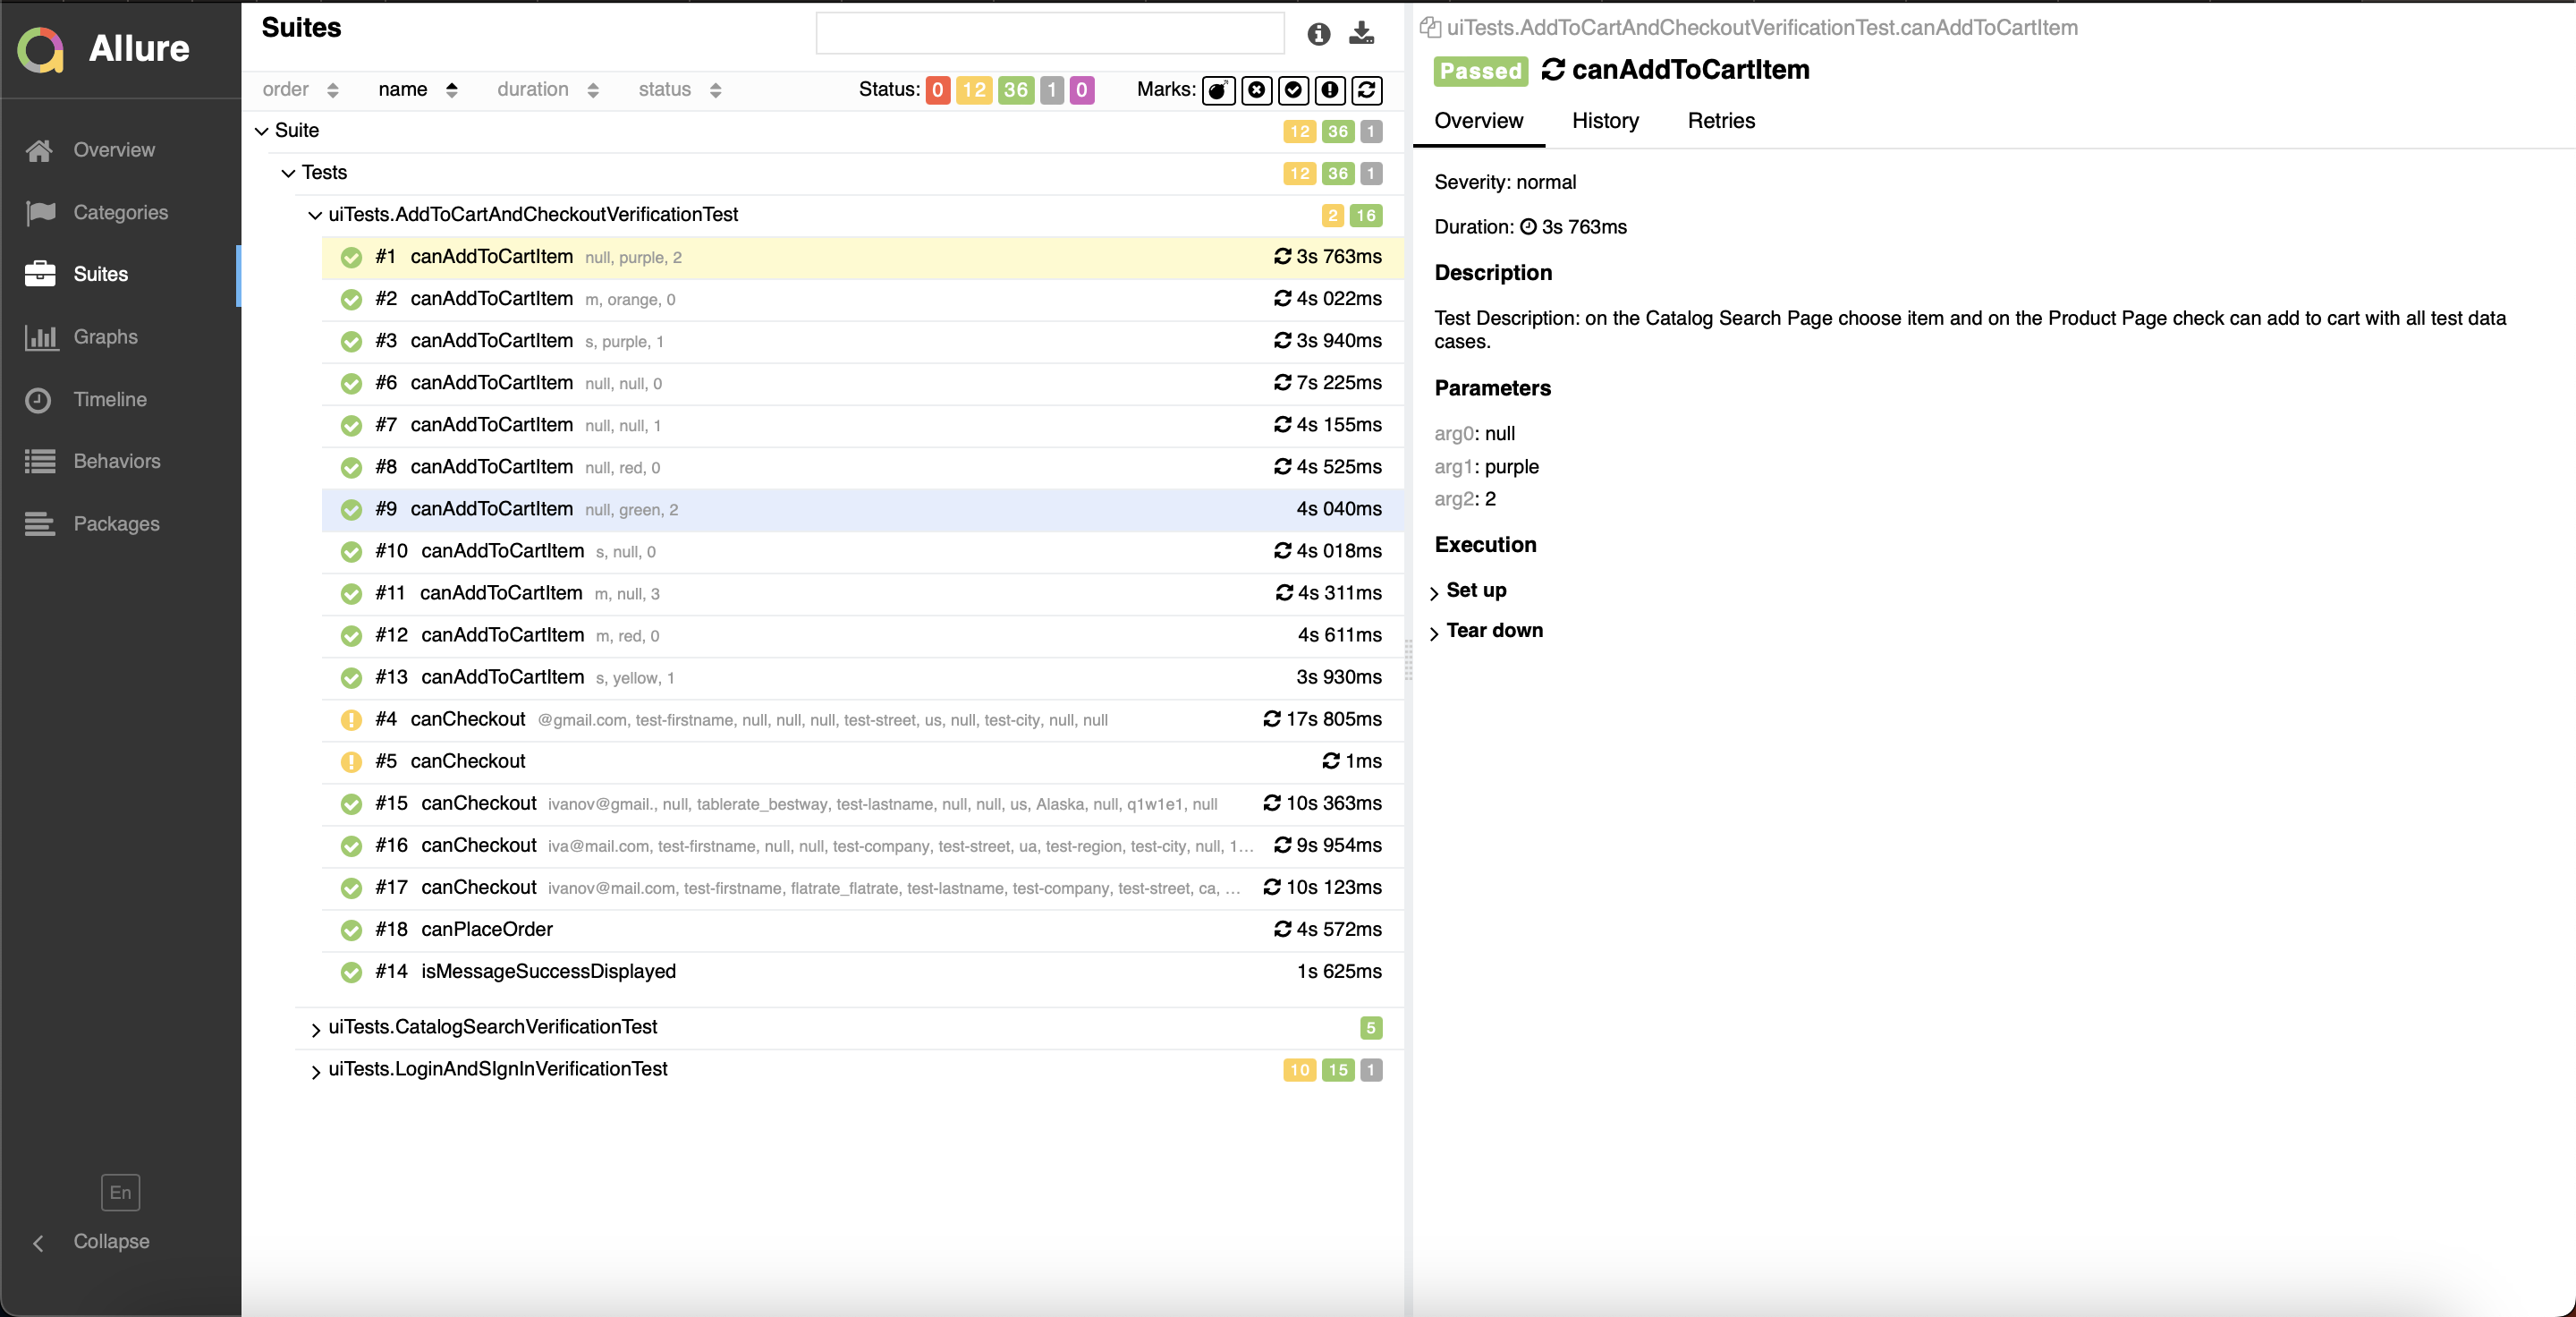 Allure
Overview
Categories
Suites
Graphs
Timeline
Behaviors
Packages
En
Collapse
Suites
order name duration status Status: 0 12 36 1 0 Marks:
Suite 12 36 1
Tests 12 36 1
uiTests.AddToCartAndCheckoutVerificationTest 2 16
#1 canAddToCartItem null, purple, 2 3s 763ms
#2 canAddToCartItem m, orange, 0 4s 022ms
#3 canAddToCartItem s, purple, 1 3s 940ms
#6 canAddToCartItem null, null, 0 7s 225ms
#7 canAddToCartItem null, null, 1 4s 155ms
#8 canAddToCartItem null, red, 0 4s 525ms
#9 canAddToCartItem null, green, 2 4s 040ms
#10 canAddToCartItem s, null, 0 4s 018ms
#11 canAddToCartItem m, null, 3 4s 311ms
#12 canAddToCartItem m, red, 0 4s 611ms
#13 canAddToCartItem s, yellow, 1 3s 930ms
#4 canCheckout @gmail.com, test-firstname, null, null, null, test-street, us, null, test-city, null, null 17s 805ms
#5 canCheckout 1ms
#15 canCheckout ivanov@gmail., null, tablerate_bestway, test-lastname, null, null, us, Alaska, null, q1w1e1, null 10s 363ms
#16 canCheckout iva@mail.com, test-firstname, null, null, test-company, test-street, ua, test-region, test-city, null, 1... 9s 954ms
#17 canCheckout ivanov@mail.com, test-firstname, flatrate_flatrate, test-lastname, test-company, test-street, ca, ... 10s 123ms
#18 canPlaceOrder 4s 572ms
#14 isMessageSuccessDisplayed 1s 625ms
uiTests.CatalogSearchVerificationTest 5
uiTests.LoginAndSIgnInVerificationTest 10 15 1
uiTests.AddToCartAndCheckoutVerificationTest.canAddToCartItem
Passed canAddToCartItem
Overview History Retries
Severity: normal
Duration: 3s 763ms
Description
Test Description: on the Catalog Search Page choose item and on the Product Page check can add to cart with all test data
cases.
Parameters
arg0: null
arg1: purple
arg2: 2
Execution
Set up
Tear down